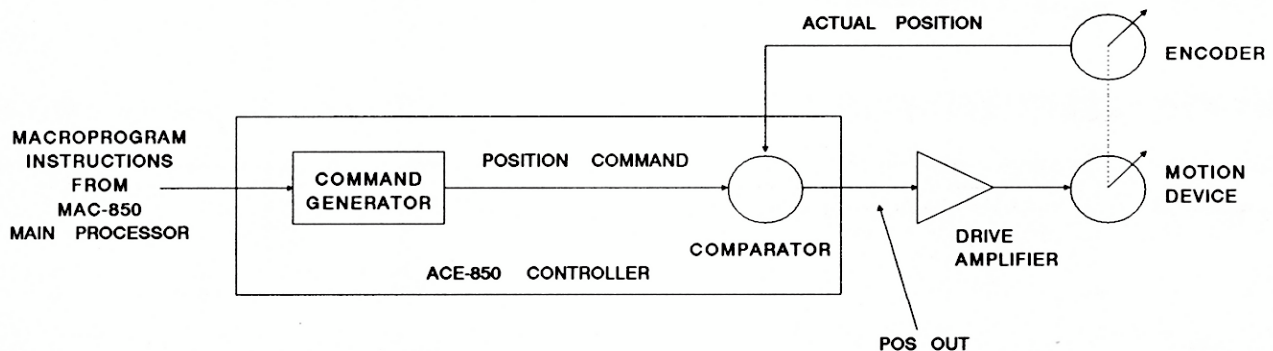 ACTUAL POSITION
ENCODER
MACROPROGRAM
INSTRUCTIONS
FROM
MAC-850
MAIN PROCESSOR
COMMAND
GENERATOR
POSITION COMMAND
COMPARATOR
ACE-850 CONTROLLER
DRIVE
AMPLIFIER
MOTION
DEVICE
POS OUT